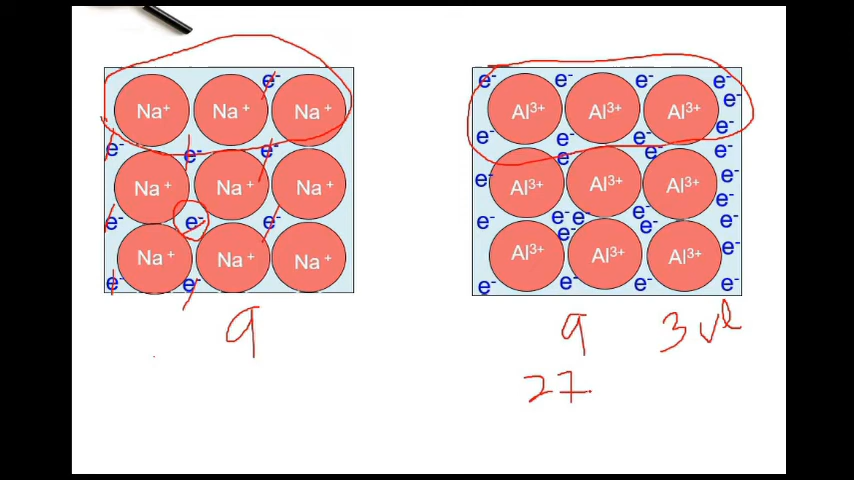 e-
Na+ Na + Na +
e- e- e-
Na+ Na + Na +
e- e- e-
Na+ Na + Na +
e- e-
9
e- e- e- e-
e-
Al3+ Al3+ Al3+
e- e- e- e-
e- e- e-
e- e-
Al3+ Al3+ Al3+
e-
e-
e- e- e- e- e-
e-
e-
Al3+ Al3+ Al3+
e- e- e- e-
9 3 vl
27.